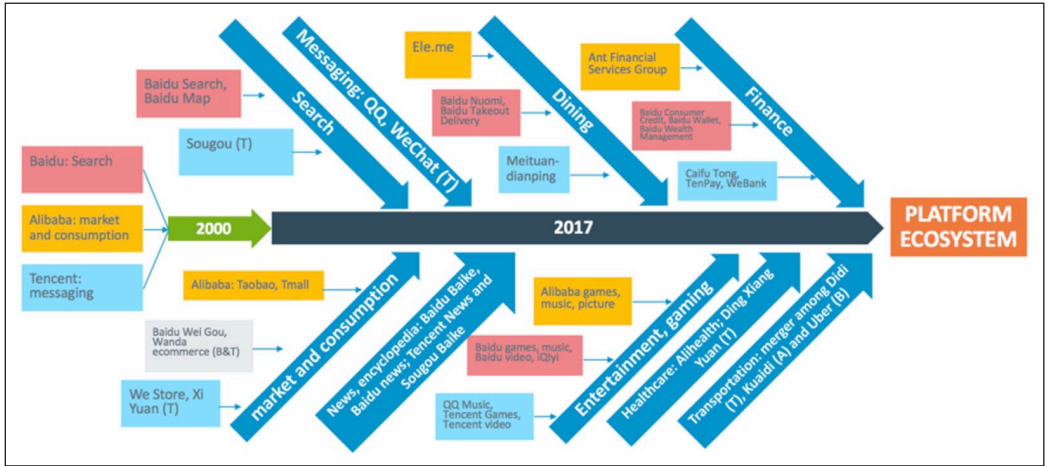 Baidu: Search
Alibaba: market
and consumption
Tencent:
messaging
2000
2017
PLATFORM
ECOSYSTEM
Baidu Search,
Baidu Map
Sougou (T)
Search
Messaging: QQ, WeChat (T)
Ele.me
Baidu Nuomi,
Baidu Takeout
Delivery
Meituan-
dianping
Dining
Ant Financial
Services Group
Baidu Consumer
Credit, Baidu Wallet,
Baidu Wealth
Management
Caifu Tong,
TenPay, WeBank
Finance
Alibaba: Taobao, Tmall
Baidu Wei Gou,
Wanda
ecommerce (B&T)
We Store, Xi
Yuan (T)
market and consumption
News, encyclopedia: Baidu Baike,
Baidu news; Tencent News and
Sougou Baike
Alibaba games,
music, picture
Baidu games, music,
Baidu video, iQIyi
QQ Music,
Tencent Games,
Tencent video
Entertainment, gaming
Healthcare: Alihealth; Ding Xiang
Yuan (T)
Transportation: merger among Didi
(T), Kuaidi (A) and Uber (B)